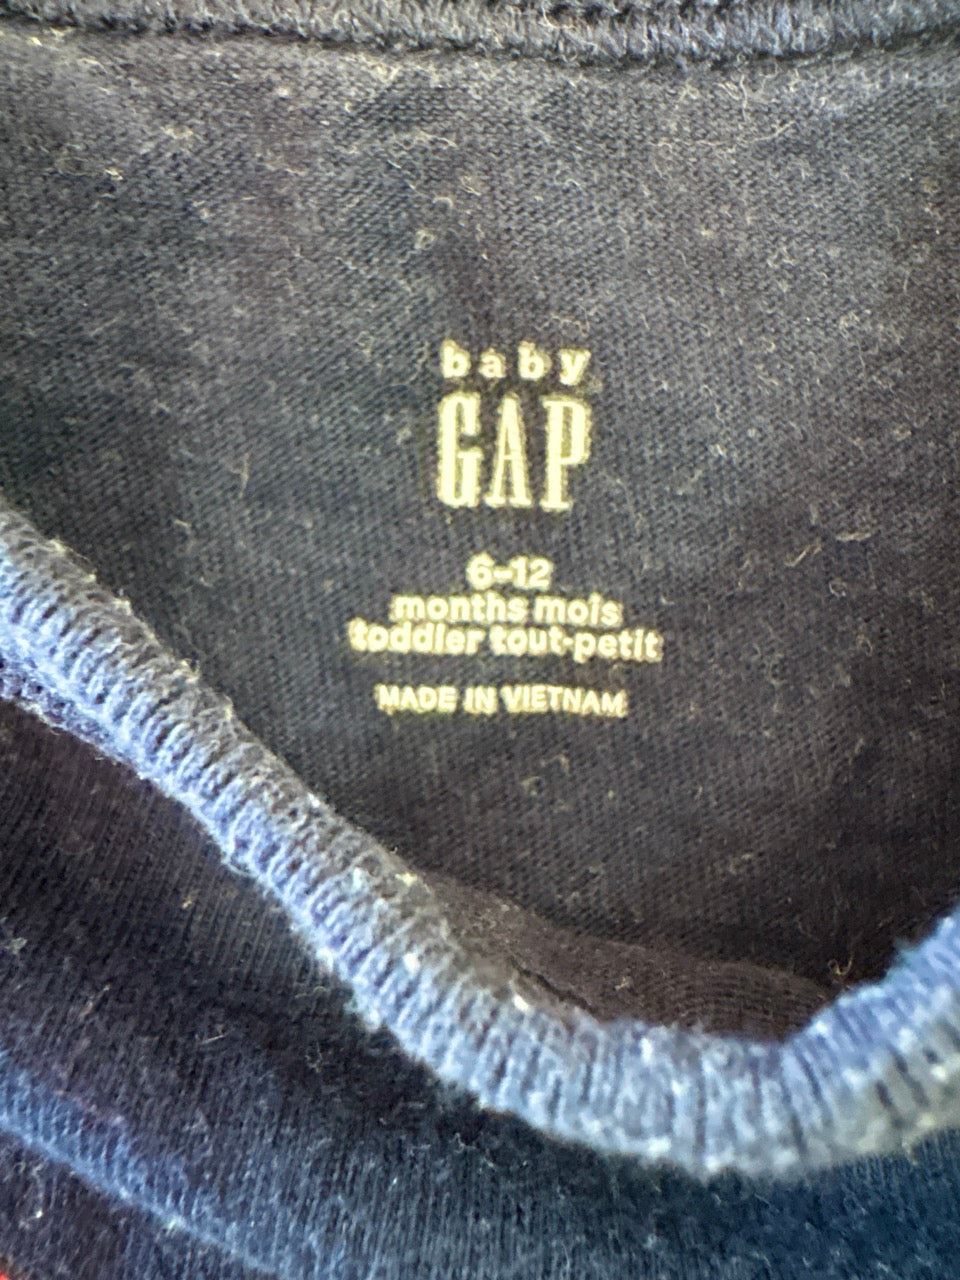 baby
GAP
6-12
months mois
toddler tout-petit
MADE IN VIETNAM